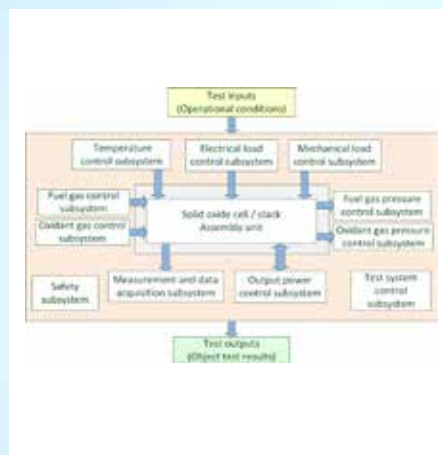 Test inputs
(Operational conditions)
Temperature
control subsystem
Electrical load
control subsystem
Mechanical load
control subsystem
Fuel gas control
subsystem
Oxidant gas control
subsystem
Solid oxide cell / stack
Assembly unit
Fuel gas pressure
control subsystem
Oxidant gas pressure
control subsystem
Safety
subsystem
Measurement and data
acquisition subsystem
Output power
control subsystem
Test system
control
subsystem
Test outputs
(Object test results)